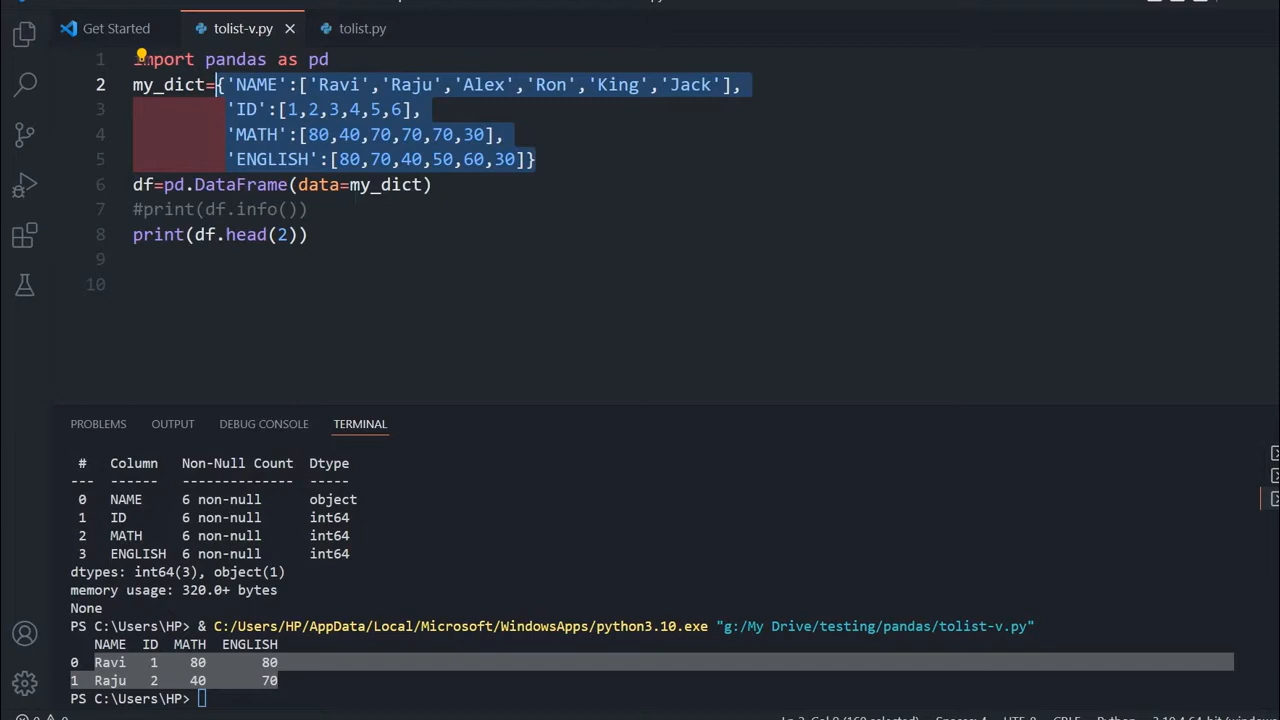 Get Started tolist-v.py tolist.py
1 import pandas as pd
2 my_dict={'NAME':['Ravi','Raju','Alex','Ron','King','Jack'],
3 'ID':[1,2,3,4,5,6],
4 'MATH':[80,40,70,70,70,30],
5 'ENGLISH':[80,70,40,50,60,30]}
6 df=pd.DataFrame(data=my_dict)
7 #print(df.info())
8 print(df.head(2))
9
10
PROBLEMS OUTPUT DEBUG CONSOLE TERMINAL
# Column Non-Null Count Dtype
--- ------ -------------- -----
0 NAME 6 non-null object
1 ID 6 non-null int64
2 MATH 6 non-null int64
3 ENGLISH 6 non-null int64
dtypes: int64(3), object(1)
memory usage: 320.0+ bytes
None
PS C:\Users\HP> & C:/Users/HP/AppData/Local/Microsoft/WindowsApps/python3.10.exe "g:/My Drive/testing/pandas/tolist-v.py"
NAME ID MATH ENGLISH
0 Ravi 1 80 80
1 Raju 2 40 70
PS C:\Users\HP>